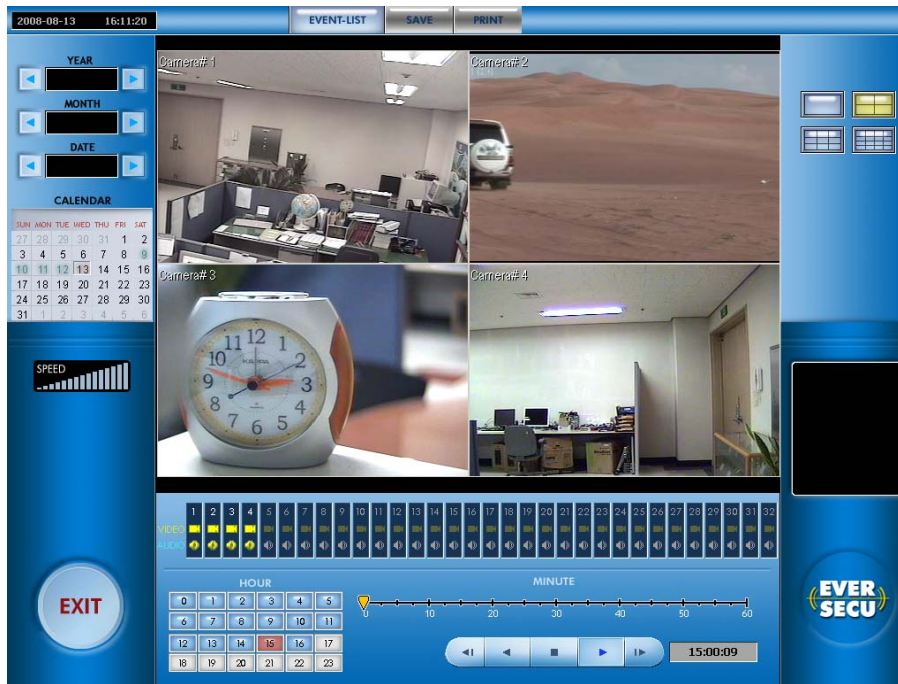 2008-08-13 16:11:20
EVENT-LIST SAVE PRINT
YEAR
MONTH
DATE
CALENDAR
SUN MON TUE WED THU FRI SAT
27 28 29 30 31 1 2
3 4 5 6 7 8 9
10 11 12 13 14 15 16
17 18 19 20 21 22 23
24 25 26 27 28 29 30
31 1 2 3 4 5 6
SPEED
EXIT
Camera# 1
Camera# 2
Camera# 3
12 1 2 3 4 5 6 7 8 9 10 11
Camera# 4
1 2 3 4 5 6 7 8 9 10 11 12 13 14 15 16 17 18 19 20 21 22 23 24 25 26 27 28 29 30 31 32
VIDEO
AUDIO
HOUR
0 1 2 3 4 5
6 7 8 9 10 11
12 13 14 15 16 17
18 19 20 21 22 23
MINUTE
0 10 20 30 40 50 60
15:00:09
EVER
SECU